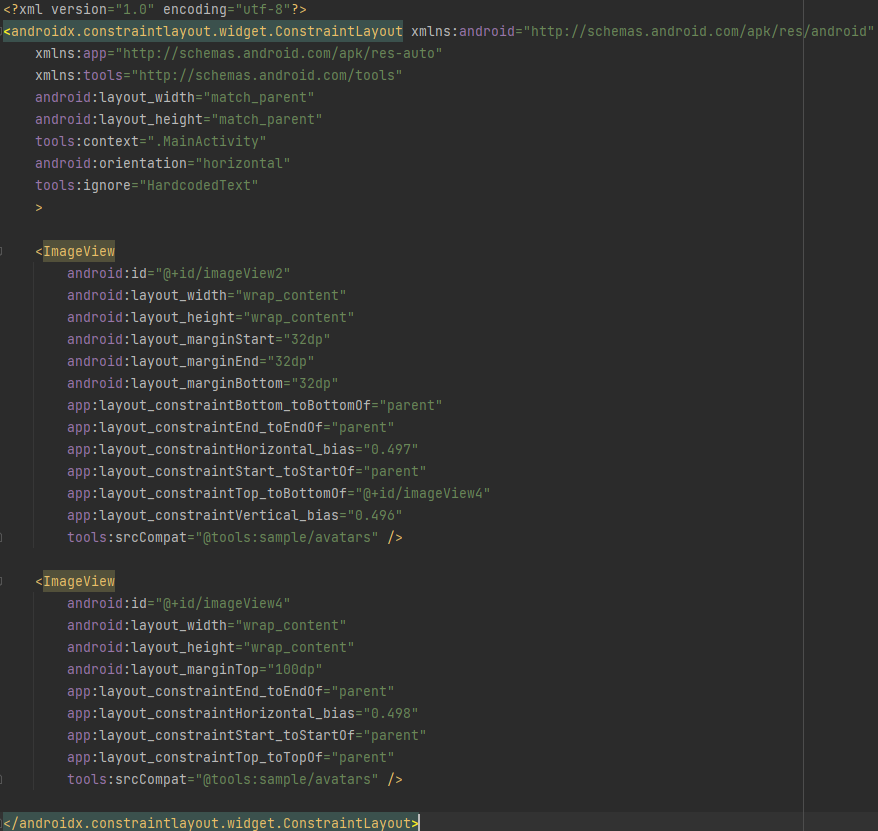 <?xml version="1.0" encoding="utf-8"?>
<androidx.constraintlayout.widget.ConstraintLayout xmlns:android="http://schemas.android.com/apk/res/android"
    xmlns:app="http://schemas.android.com/apk/res-auto"
    xmlns:tools="http://schemas.android.com/tools"
    android:layout_width="match_parent"
    android:layout_height="match_parent"
    tools:context=".MainActivity"
    android:orientation="horizontal"
    tools:ignore="HardcodedText"
    >

    <ImageView
        android:id="@+id/imageView2"
        android:layout_width="wrap_content"
        android:layout_height="wrap_content"
        android:layout_marginStart="32dp"
        android:layout_marginEnd="32dp"
        android:layout_marginBottom="32dp"
        app:layout_constraintBottom_toBottomOf="parent"
        app:layout_constraintEnd_toEndOf="parent"
        app:layout_constraintHorizontal_bias="0.497"
        app:layout_constraintStart_toStartOf="parent"
        app:layout_constraintTop_toBottomOf="@+id/imageView4"
        app:layout_constraintVertical_bias="0.496"
        tools:srcCompat="@tools:sample/avatars" />

    <ImageView
        android:id="@+id/imageView4"
        android:layout_width="wrap_content"
        android:layout_height="wrap_content"
        android:layout_marginTop="100dp"
        app:layout_constraintEnd_toEndOf="parent"
        app:layout_constraintHorizontal_bias="0.498"
        app:layout_constraintStart_toStartOf="parent"
        app:layout_constraintTop_toTopOf="parent"
        tools:srcCompat="@tools:sample/avatars" />

</androidx.constraintlayout.widget.ConstraintLayout>